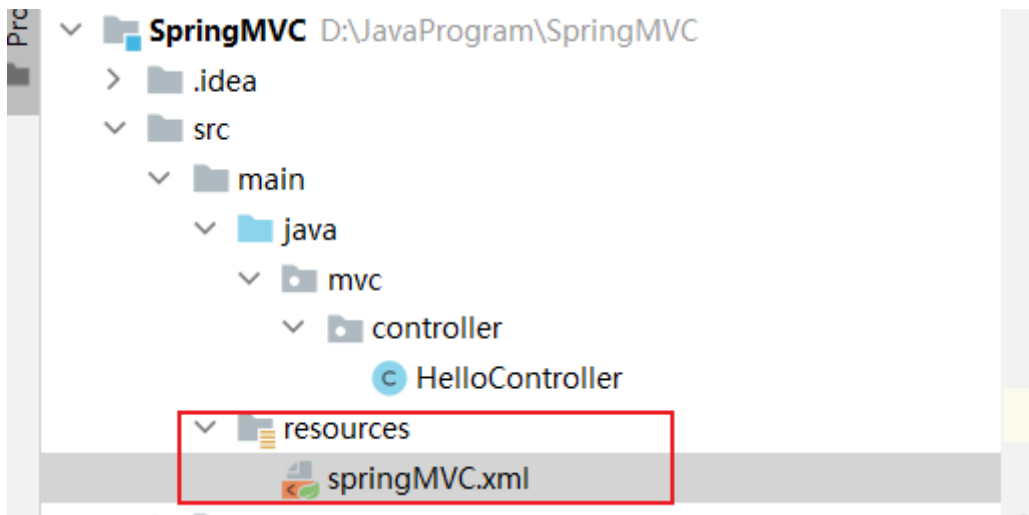 Pro
SpringMVC D:\JavaProgram\SpringMVC
.idea
src
main
java
mvc
controller
HelloController
resources
springMVC.xml